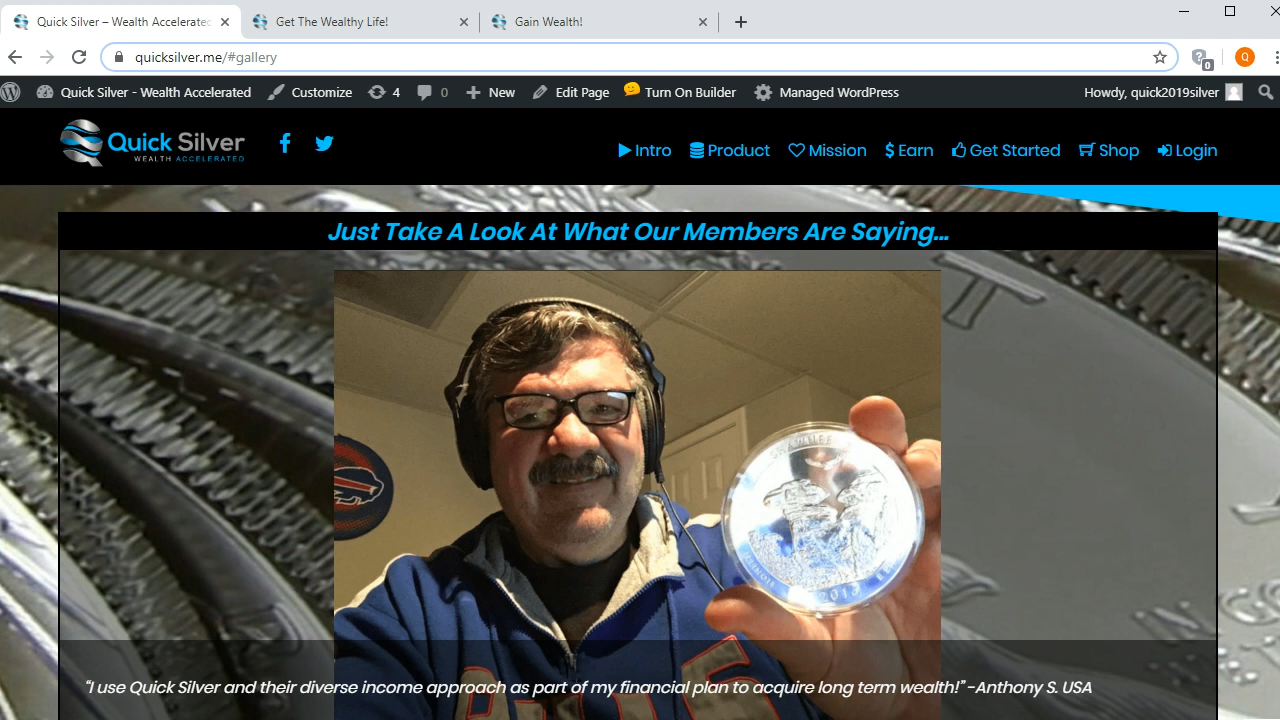 Quick Silver – Wealth Accelerated
Get The Wealthy Life!
Gain Wealth!
quicksilver.me/#gallery
0
Q
Quick Silver - Wealth Accelerated
Customize
4
0
New
Edit Page
Turn On Builder
Managed WordPress
Howdy, quick2019silver
Quick Silver
WEALTH ACCELERATED
Intro
Product
Mission
$ Earn
Get Started
Shop
Login
Just Take A Look At What Our Members Are Saying...
ILLINOIS
2016
“I use Quick Silver and their diverse income approach as part of my financial plan to acquire long term wealth!” -Anthony S. USA